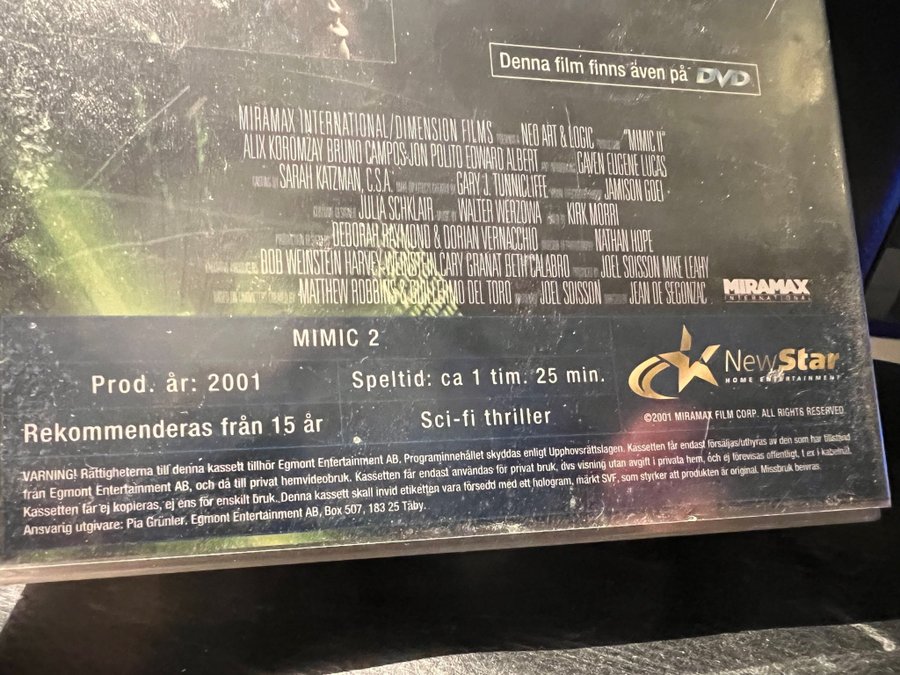 Denna film finns även på DVD
MIRAMAX INTERNATIONAL/DIMENSION FILMS NEO ART & LOGIC "MIMIC II"
ALIX KOROMZAY BRUNO CAMPOS JON POLITO EDWARD ALBERT GAVEN EUGENE LUCAS
SARAH KATZMAN, C.S.A. GARY J. TUNNICLIFFE JAMISON GOEI
JULIA SCHKLAIR WALTER WERZOWA KIRK MORRI
DEBORAH RAYMOND & DORIAN VERNACCHIO NATHAN HOPE
BOB WEINSTEIN HARVEY WEINSTEIN CARY GRANAT BETH CALABRO JOEL SOISSON MIKE LEAHY
MATTHEW ROBBINS & GUILLERMO DEL TORO JOEL SOISSON JEAN DE SEGONZAC
MIRAMAX
INTERNATIONAL
MIMIC 2
Prod. år: 2001
Speltid: ca 1 tim. 25 min.
Rekommenderas från 15 år
Sci-fi thriller
NewStar
HOME ENTERTAINMENT
©2001 MIRAMAX FILM CORP. ALL RIGHTS RESERVED
VARNING! Rättigheterna till denna kassett tillhör Egmont Entertainment AB. Programinnehållet skyddas enligt Upphovsrättslagen. Kassetten får endast försäljas/uthyras av den som har tillstånd
från Egmont Entertainment AB, och då till privat hemvideobruk. Kassetten får endast användas för privat bruk, dvs visning utan avgift i privata hem, och ej förevisas offentligt, t ex i kabelnät.
Kassetten får ej kopieras, ej ens för enskilt bruk. Denna kassett skall invid etiketten vara försedd med ett hologram, märkt SVF, som styrker att produkten är original. Missbruk beivras.
Ansvarig utgivare: Pia Grünler. Egmont Entertainment AB, Box 507, 183 25 Täby.